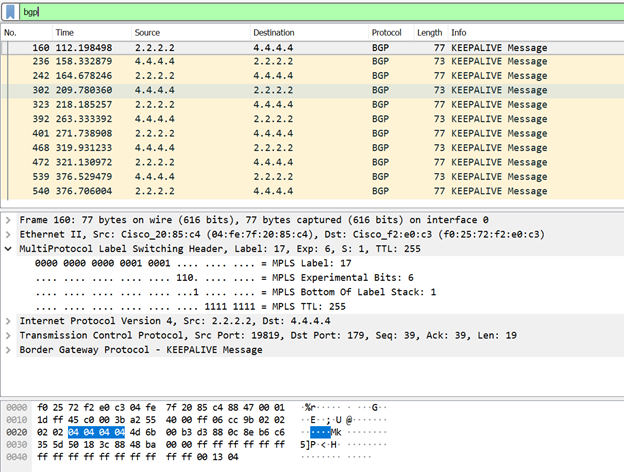 bgp
No. Time Source Destination Protocol Length Info
160 112.198498 2.2.2.2 4.4.4.4 BGP 77 KEEPALIVE Message
236 158.332879 4.4.4.4 2.2.2.2 BGP 73 KEEPALIVE Message
242 164.678246 2.2.2.2 4.4.4.4 BGP 77 KEEPALIVE Message
302 209.780360 4.4.4.4 2.2.2.2 BGP 73 KEEPALIVE Message
323 218.185257 2.2.2.2 4.4.4.4 BGP 77 KEEPALIVE Message
392 263.333392 4.4.4.4 2.2.2.2 BGP 73 KEEPALIVE Message
401 271.738908 2.2.2.2 4.4.4.4 BGP 77 KEEPALIVE Message
468 319.931233 4.4.4.4 2.2.2.2 BGP 73 KEEPALIVE Message
472 321.130972 2.2.2.2 4.4.4.4 BGP 77 KEEPALIVE Message
539 376.529479 4.4.4.4 2.2.2.2 BGP 73 KEEPALIVE Message
540 376.706004 2.2.2.2 4.4.4.4 BGP 77 KEEPALIVE Message
Frame 160: 77 bytes on wire (616 bits), 77 bytes captured (616 bits) on interface 0
Ethernet II, Src: Cisco_20:85:c4 (04:fe:7f:20:85:c4), Dst: Cisco_f2:e0:c3 (f0:25:72:f2:e0:c3)
MultiProtocol Label Switching Header, Label: 17, Exp: 6, S: 1, TTL: 255
0000 0000 0000 0001 0001 .... .... .... = MPLS Label: 17
.... .... .... .... .... 110. .... .... = MPLS Experimental Bits: 6
.... .... .... .... .... ...1 .... .... = MPLS Bottom Of Label Stack: 1
.... .... .... .... .... .... 1111 1111 = MPLS TTL: 255
Internet Protocol Version 4, Src: 2.2.2.2, Dst: 4.4.4.4
Transmission Control Protocol, Src Port: 19819, Dst Port: 179, Seq: 39, Ack: 39, Len: 19
Border Gateway Protocol - KEEPALIVE Message
0000 f0 25 72 f2 e0 c3 04 fe 7f 20 85 c4 88 47 00 01 ·%r······ ···G··
0010 1d ff 45 c0 00 3b a2 55 40 00 ff 06 cc 9b 02 02 ··E··;·U @·······
0020 02 02 04 04 04 04 4d 6b 00 b3 d3 88 0c 8e b6 c6 ······Mk ········
0030 35 5d 50 18 3c 88 48 ba 00 00 ff ff ff ff ff ff 5]P·<·H· ········
0040 ff ff ff ff ff ff ff ff ff ff 00 13 04